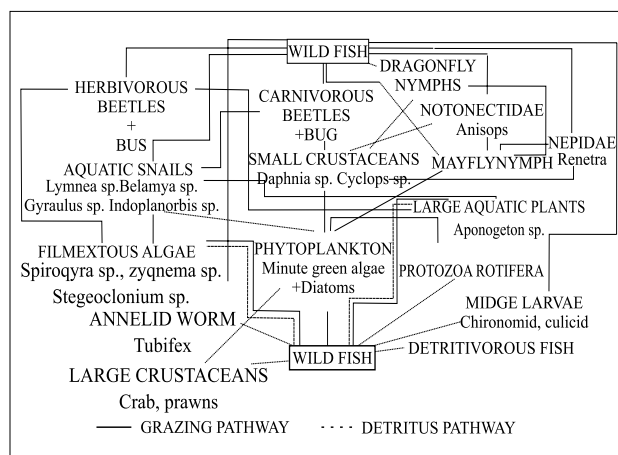 WILD FISH
DRAGONFLY
NYMPHS
HERBIVOROUS
BEETLES
+
BUS
CARNIVOROUS
BEETLES
+BUG
NOTONECTIDAE
Anisops
NEPIDAE
Renetra
AQUATIC SNAILS
Lymnea sp.Belamya sp.
Gyraulus sp. Indoplanorbis sp.
SMALL CRUSTACEANS
Daphnia sp. Cyclops sp.
MAYFLYNYMPH
LARGE AQUATIC PLANTS
Aponogeton sp.
FILMEXTOUS ALGAE
Spiroqyra sp., zyqnema sp.
Stegeoclonium sp.
PHYTOPLANKTON
Minute green algae
+Diatoms
PROTOZOA ROTIFERA
MIDGE LARVAE
Chironomid, culicid
ANNELID WORM
Tubifex
WILD FISH
DETRITIVOROUS FISH
LARGE CRUSTACEANS
Crab, prawns
GRAZING PATHWAY
DETRITUS PATHWAY